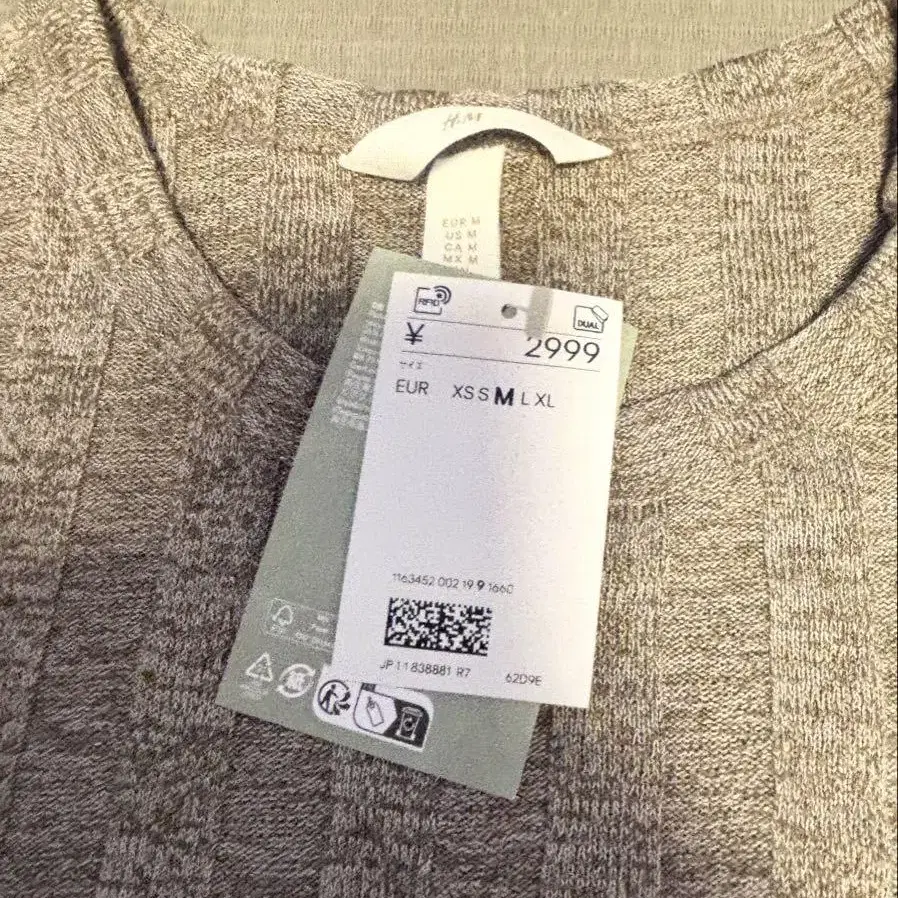 H&M
EUR M
US M
CA M
MX M
RFID
DUAL
¥ 2999
サイズ
EUR XS S M L XL
1163452 002 19 9 1660
JP 11838881 R7 62D9E
FSC